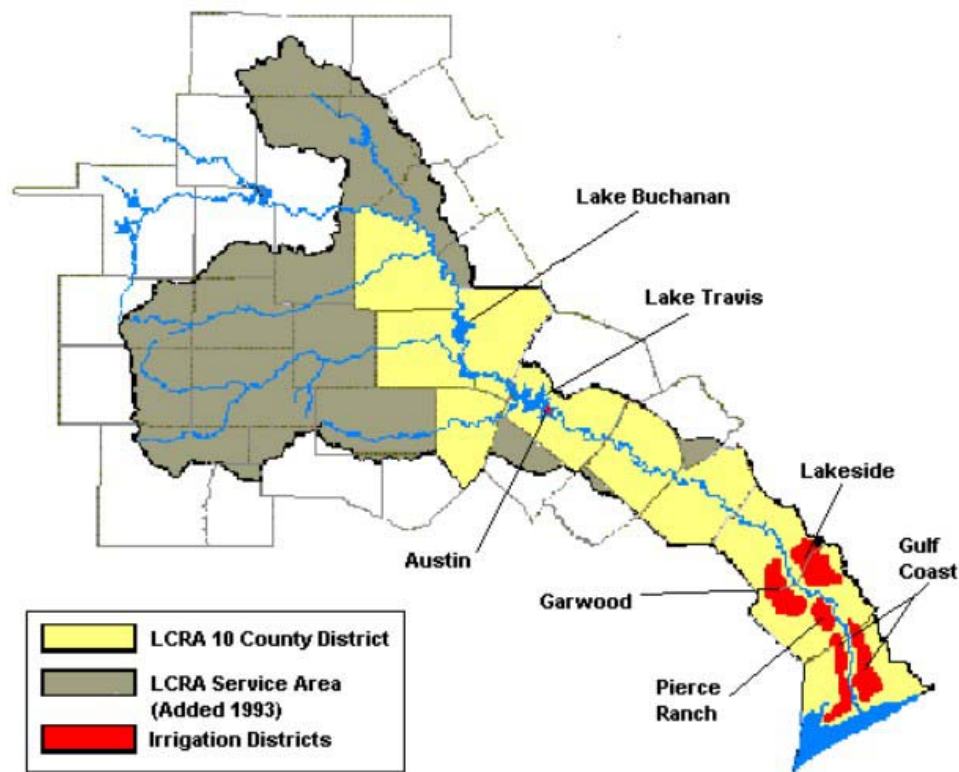 Lake Buchanan
Lake Travis
Lakeside
Austin
Gulf
Coast
Garwood
Pierce
Ranch
LCRA 10 County District
LCRA Service Area
(Added 1993)
Irrigation Districts